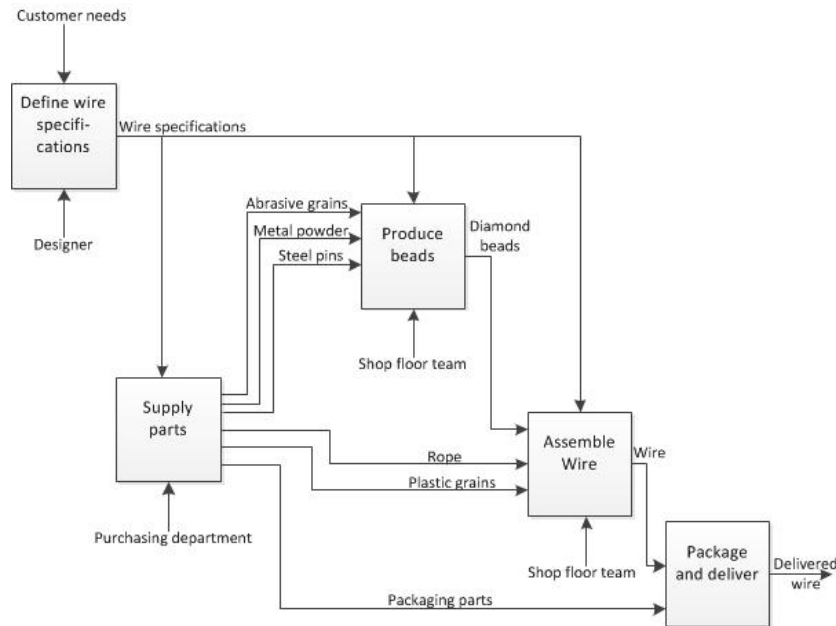 Customer needs
Define wire
specifi-
cations
Wire specifications
Designer
Abrasive grains
Metal powder
Steel pins
Produce
beads
Diamond
beads
Shop floor team
Supply
parts
Purchasing department
Rope
Plastic grains
Assemble
Wire
Wire
Shop floor team
Packaging parts
Package
and deliver
Delivered
wire